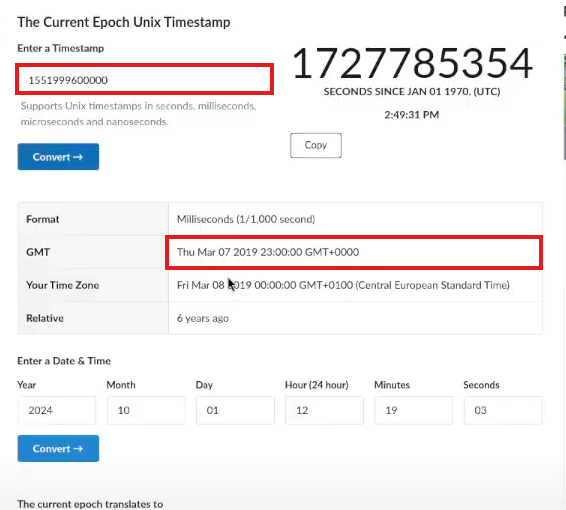 The Current Epoch Unix Timestamp
Enter a Timestamp
1551999600000
Supports Unix timestamps in seconds, milliseconds,
microseconds and nanoseconds.
Convert →
1727785354
SECONDS SINCE JAN 01 1970. (UTC)
2:49:31 PM
Copy
Format Milliseconds (1/1,000 second)
GMT Thu Mar 07 2019 23:00:00 GMT+0000
Your Time Zone Fri Mar 08 2019 00:00:00 GMT+0100 (Central European Standard Time)
Relative 6 years ago
Enter a Date & Time
Year Month Day Hour (24 hour) Minutes Seconds
2024 10 01 12 19 03
Convert →
The current epoch translates to